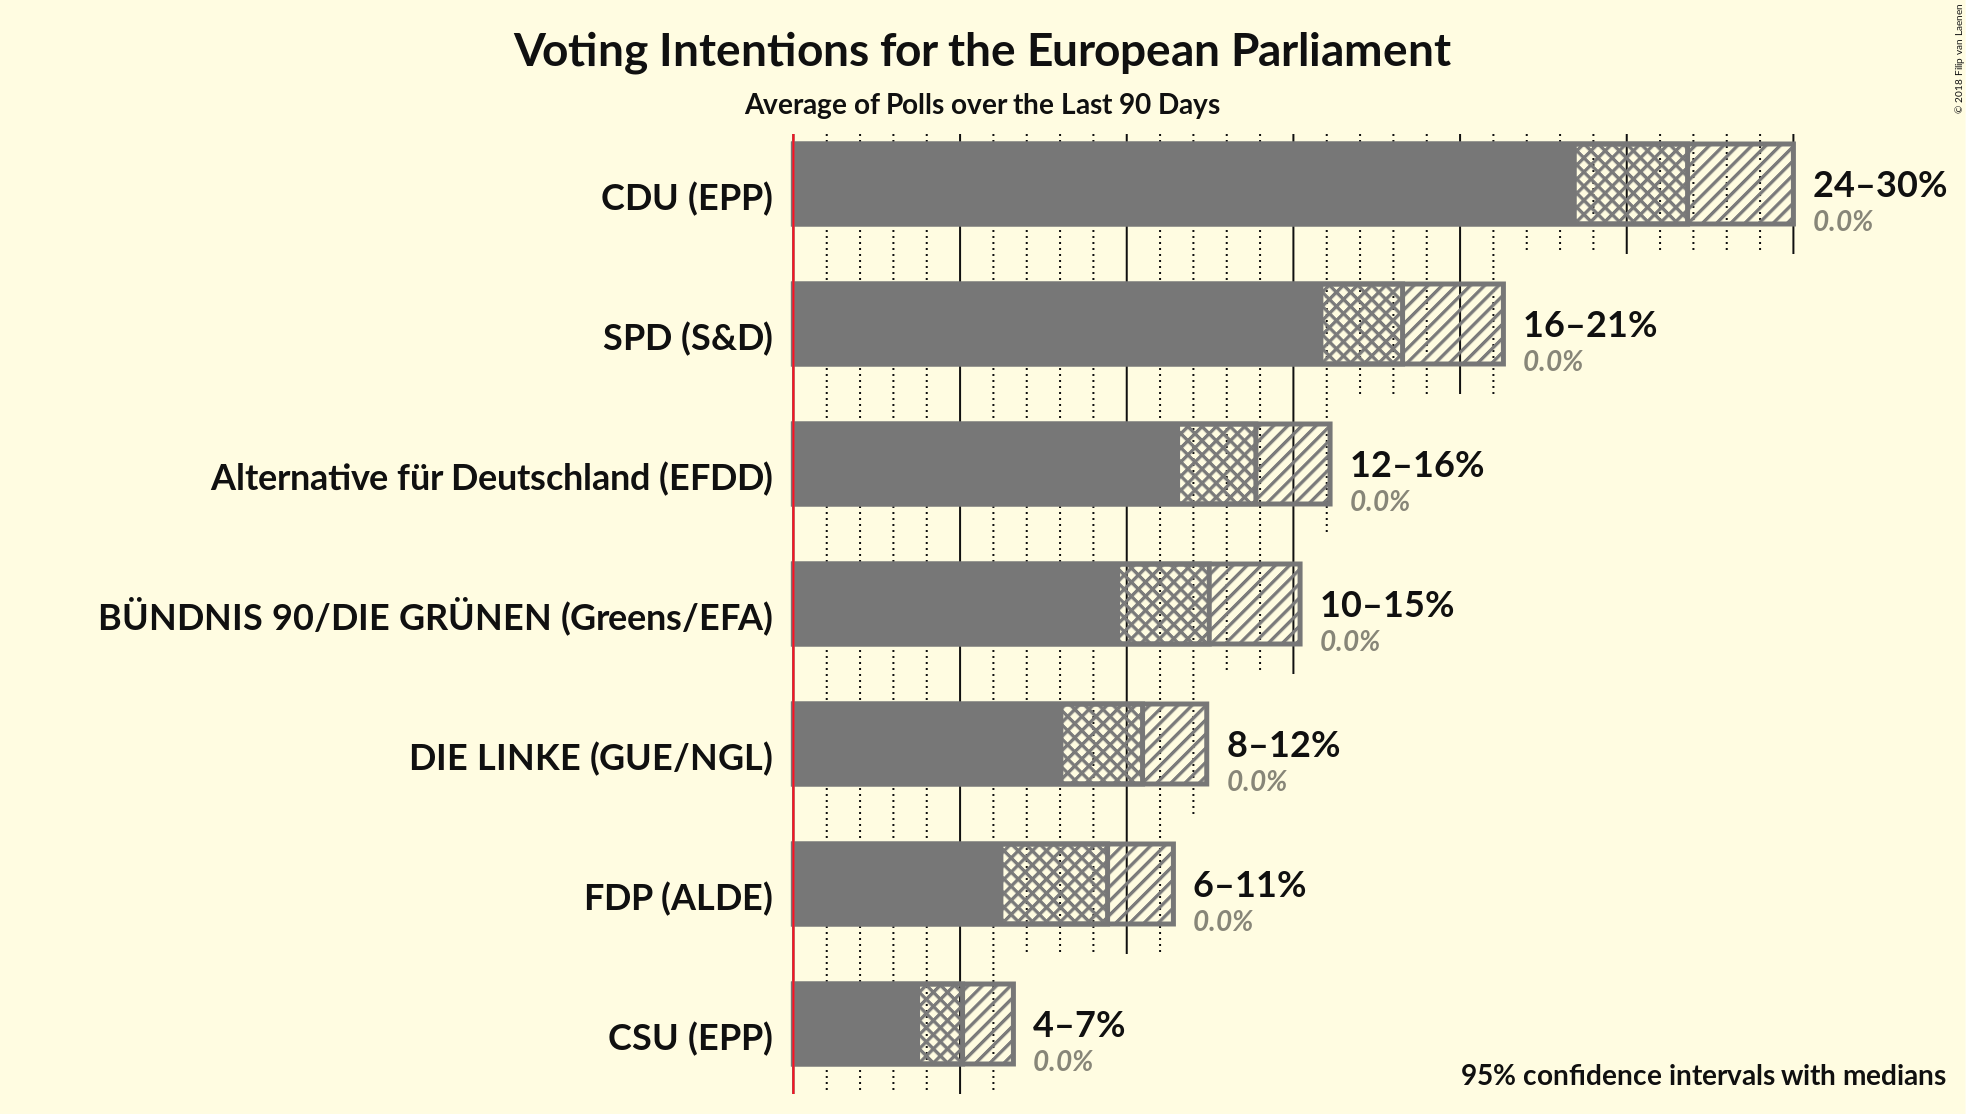 Voting Intentions for the European Parliament
Average of Polls over the Last 90 Days
© 2018 Filip van Laenen
CDU (EPP)
24–30%
0.0%
SPD (S&D)
16–21%
0.0%
Alternative für Deutschland (EFDD)
12–16%
0.0%
BÜNDNIS 90/DIE GRÜNEN (Greens/EFA)
10–15%
0.0%
DIE LINKE (GUE/NGL)
8–12%
0.0%
FDP (ALDE)
6–11%
0.0%
CSU (EPP)
4–7%
0.0%
95% confidence intervals with medians